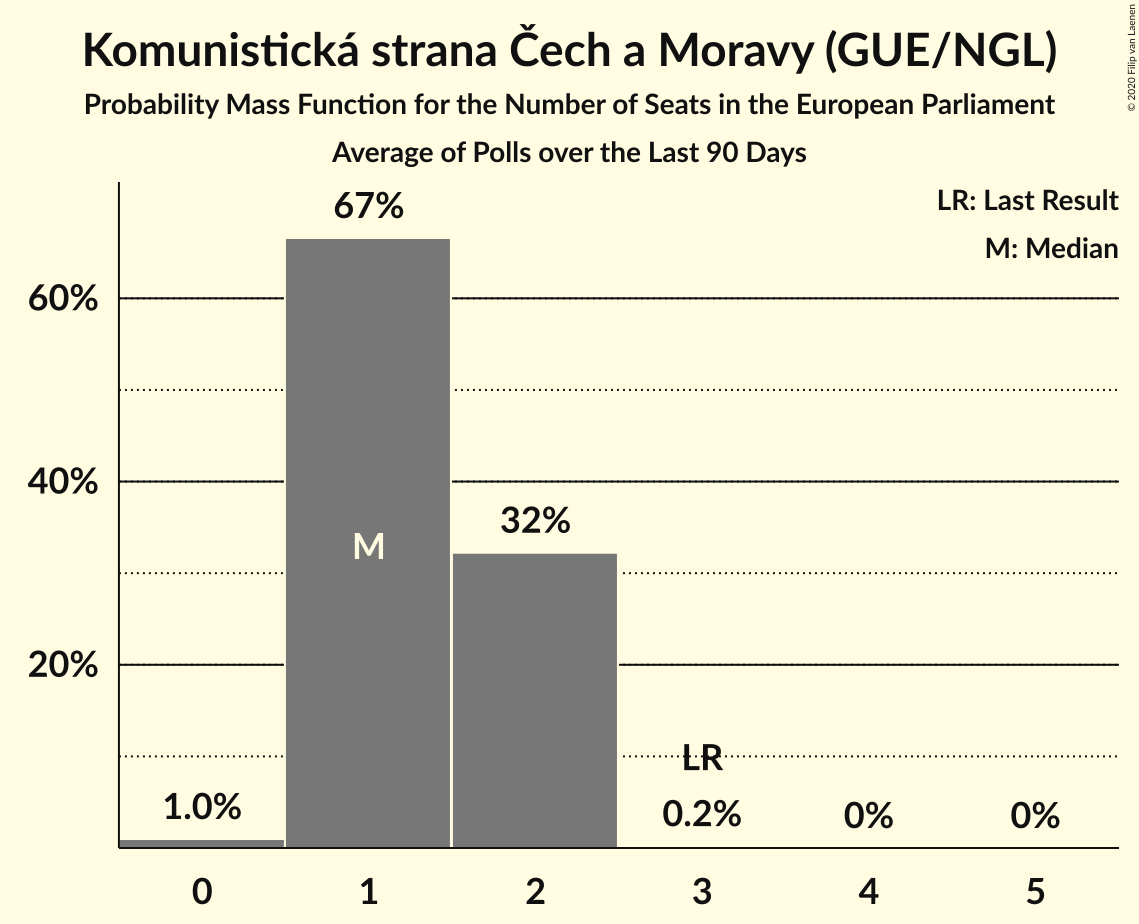 Komunistická strana Čech a Moravy (GUE/NGL)
Probability Mass Function for the Number of Seats in the European Parliament
Average of Polls over the Last 90 Days
© 2020 Filip van Laenen
LR: Last Result
M: Median
67%
60%
40%
32%
M
20%
LR
1.0%
0.2%
0%
0%
0
1
2
3
4
5